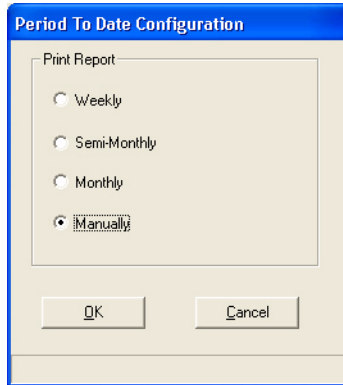 Period To Date Configuration
Print Report
Weekly
Semi-Monthly
Monthly
Manually
OK
Cancel